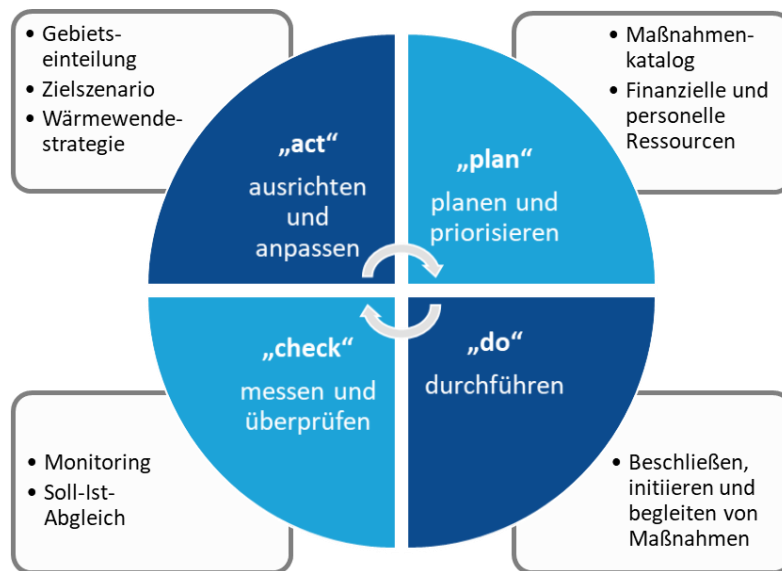 • Gebiets-
einteilung
• Zielszenario
• Wärmewende-
strategie
• Maßnahmen-
katalog
• Finanzielle und
personelle
Ressourcen
„act“
ausrichten
und
anpassen
„plan“
planen und
priorisieren
„check“
messen und
überprüfen
„do“
durchführen
• Monitoring
• Soll-Ist-
Abgleich
• Beschließen,
initiieren und
begleiten von
Maßnahmen